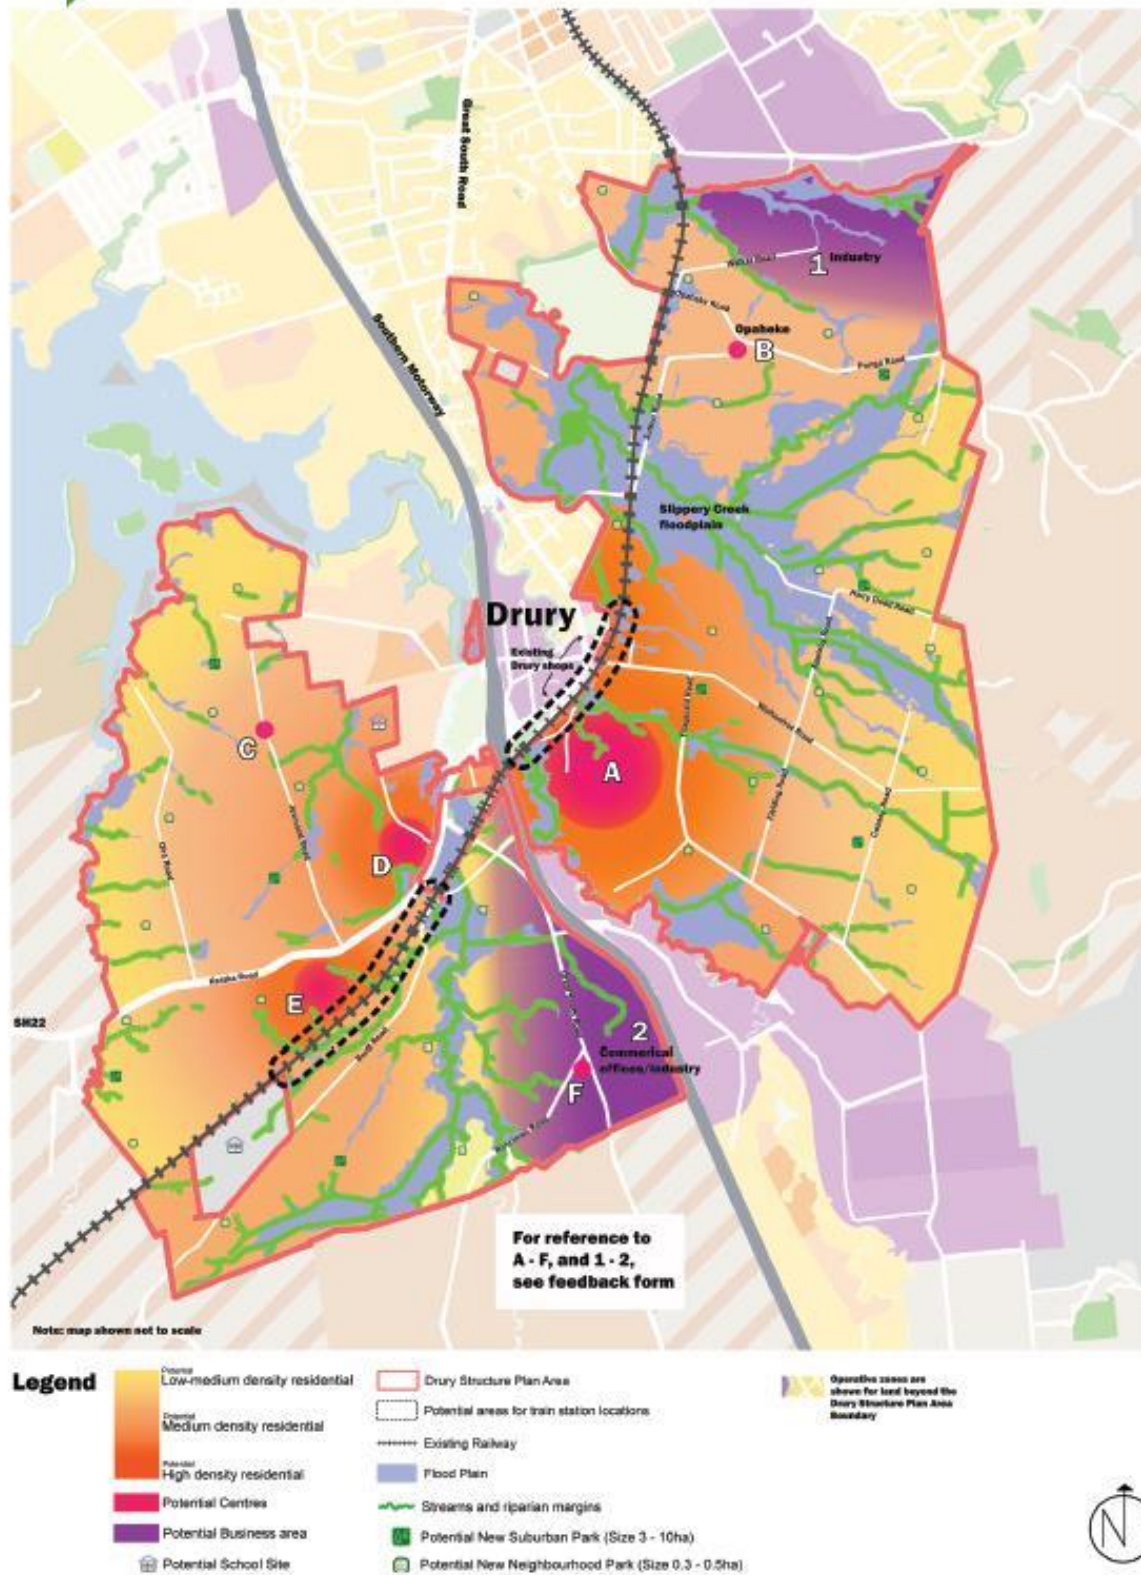 Great South Road
Southern Motorway
1 Industry
Opaheke
B
Slippery Creek
floodplain
Drury
Existing
Drury shops
A
C
D
E
SH22
2
Commerical
offices/industry
F
For reference to
A - F, and 1 - 2,
see feedback form
Note: map shown not to scale
Legend
Potential
Low-medium density residential
Potential
Medium density residential
Potential
High density residential
Potential Centres
Potential Business area
Potential School Site
Drury Structure Plan Area
Potential areas for train station locations
Existing Railway
Flood Plain
Streams and riparian margins
Potential New Suburban Park (Size 3 - 10ha)
Potential New Neighbourhood Park (Size 0.3 - 0.5ha)
Operative zones are
shown for land beyond the
Drury Structure Plan Area
Boundary
N